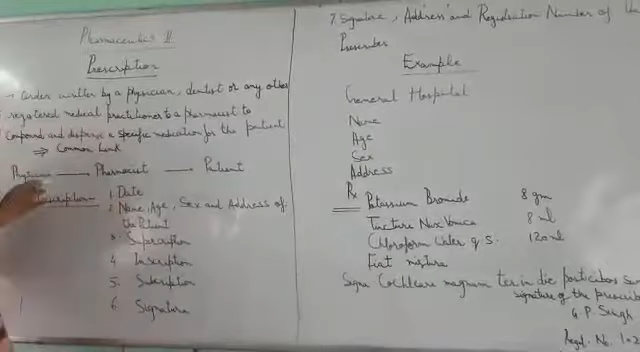 Pharmaceutics II
Prescription
→ Order written by a physician, dentist or any other
registered medical practitioner to a pharmacist to
compound and dispense a specific medication for the patient
⇒ Common Link
Physician — Pharmacist — Patient
1. Date
2. Name, Age, Sex and Address of
the Patient
3. Superscription
4. Inscription
5. Subscription
6. Signatura
7. Signature, Address and Registration Number of the
Prescriber
Example
General Hospital
Name
Age
Sex
Address
Rx
Potassium Bromide 8 gm
Tincture Nux Vomica 8 ml
Chloroform Water q.s. 120 ml
Fiat mistura
Signa Cochleare magnum ter in die
signature of the prescriber
G. P. Singh
Regd. No.